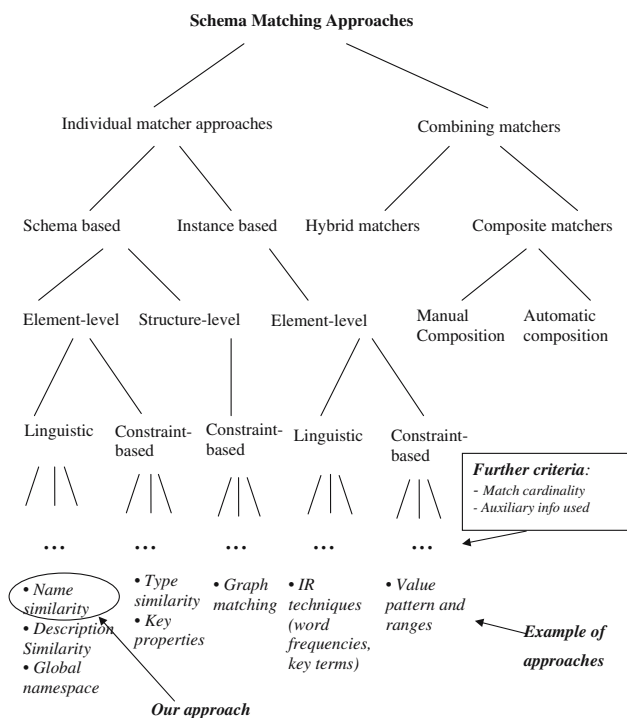 Schema Matching Approaches
Individual matcher approaches
Combining matchers
Schema based
Instance based
Hybrid matchers
Composite matchers
Element-level
Structure-level
Element-level
Manual
Composition
Automatic
composition
Linguistic
Constraint-
based
Constraint-
based
Linguistic
Constraint-
based
Further criteria:
- Match cardinality
- Auxiliary info used
...
...
...
...
...
• Name
similarity
• Description
Similarity
• Global
namespace
• Type
similarity
• Key
properties
• Graph
matching
• IR
techniques
(word
frequencies,
key terms)
• Value
pattern and
ranges
Example of
approaches
Our approach